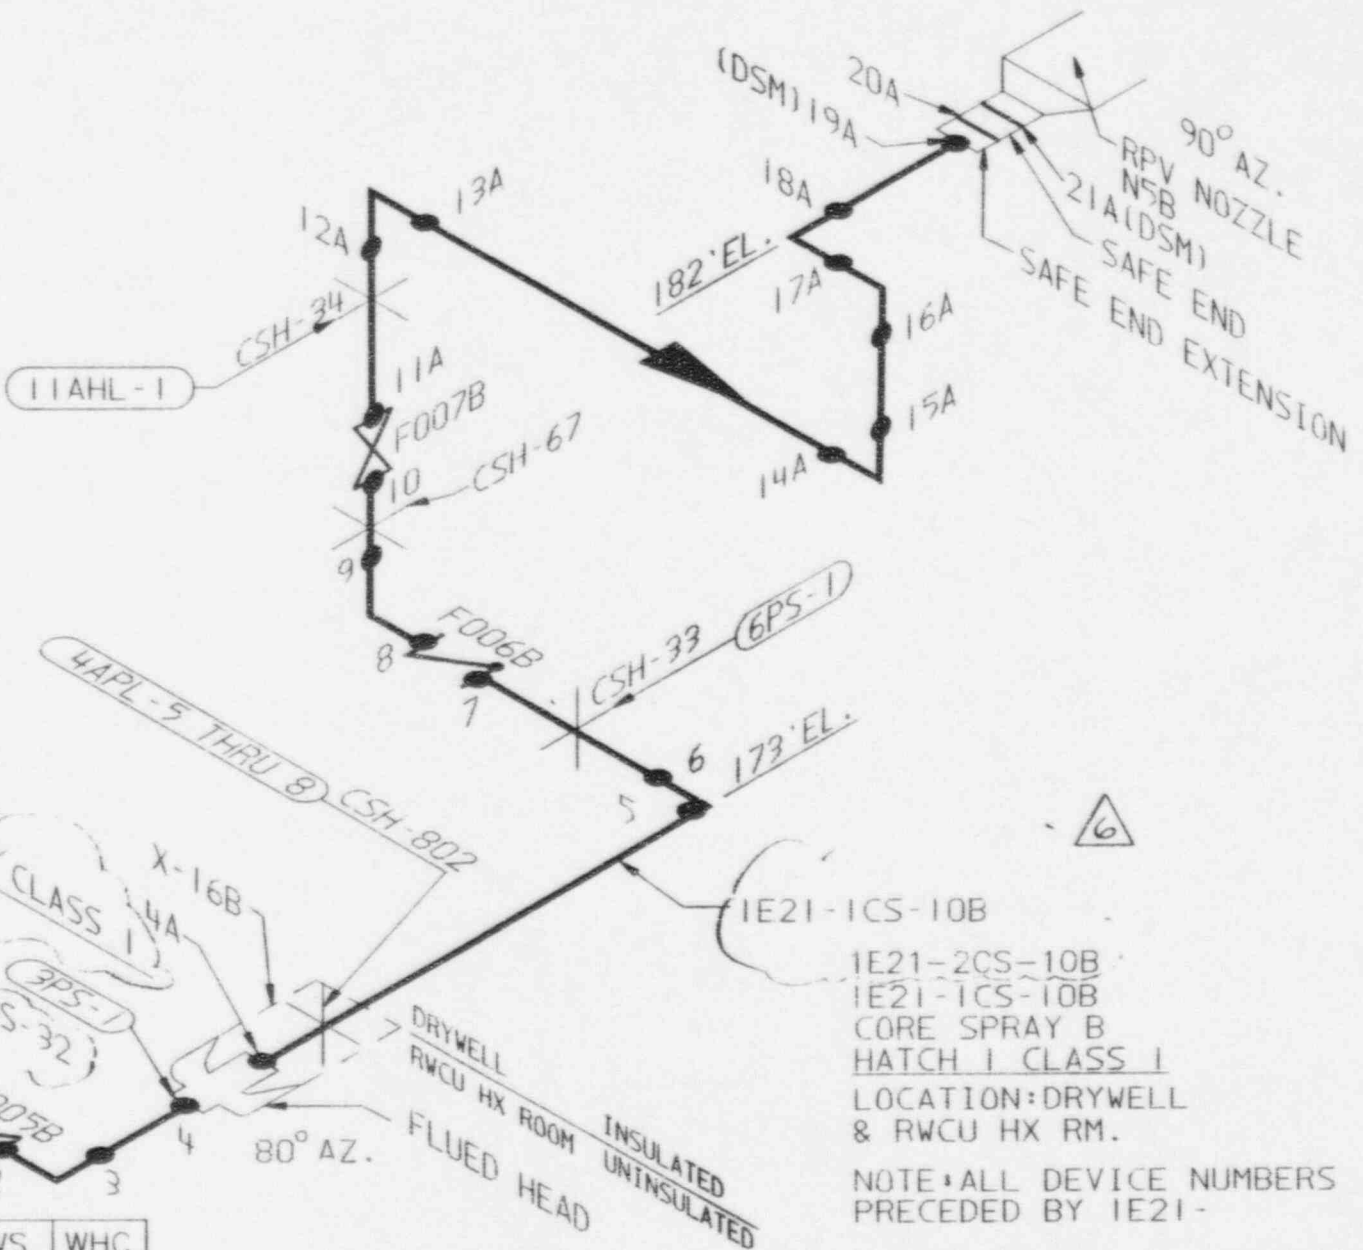 20A
(DSM)19A
18A
182'EL.
17A
16A
15A
14A
90° AZ.
RPV NOZZLE
N5B
21A(DSM)
SAFE END
SAFE END EXTENSION
13A
12A
CSH-34
11AHL-1
11A
F007B
10
CSH-67
9
F006B
8
7
CSH-33
6PS-1
6
173'EL.
5
4APL-5 THRU 8
CSH-802
6
CLASS 1
X-16B
4A
3PS-1
S-32
005B
4
3
80° AZ.
DRYWELL
RWCU HX ROOM
INSULATED
UNINSULATED
FLUED HEAD
1E21-1CS-10B
1E21-2CS-10B
1E21-1CS-10B
CORE SPRAY B
HATCH 1 CLASS 1
LOCATION:DRYWELL
& RWCU HX RM.
NOTE:ALL DEVICE NUMBERS
PRECEDED BY 1E21-
WHC